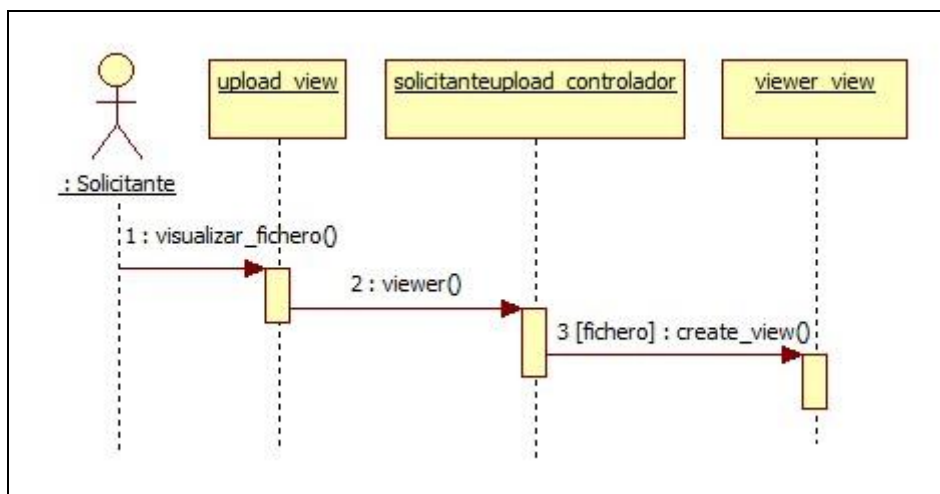 upload_view
solicitanteupload_controlador
viewer_view
: Solicitante
1 : visualizar_fichero()
2 : viewer()
3 [fichero] : create_view()